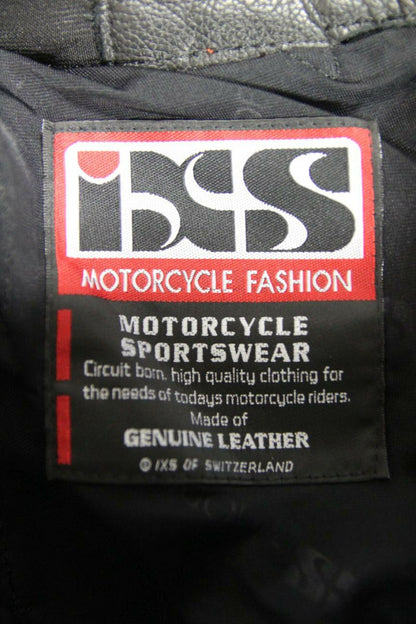 iXS
MOTORCYCLE FASHION
MOTORCYCLE
SPORTSWEAR
Circuit born, high quality clothing for
the needs of todays motorcycle riders.
Made of
GENUINE LEATHER
© IXS OF SWITZERLAND